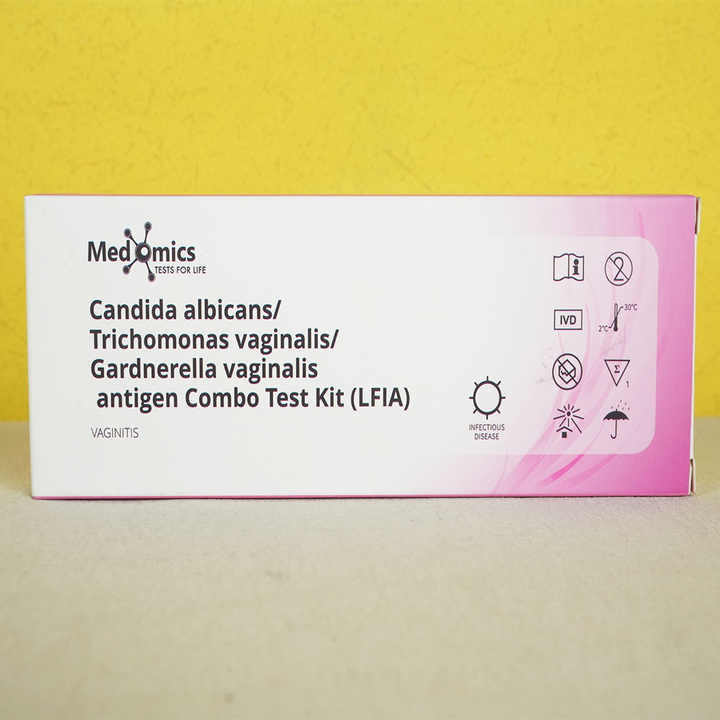 MedOmics
TESTS FOR LIFE
Candida albicans/
Trichomonas vaginalis/
Gardnerella vaginalis
antigen Combo Test Kit (LFIA)
VAGINITIS
INFECTIOUS
DISEASE
i
2
IVD
2°C
30°C
Σ
1